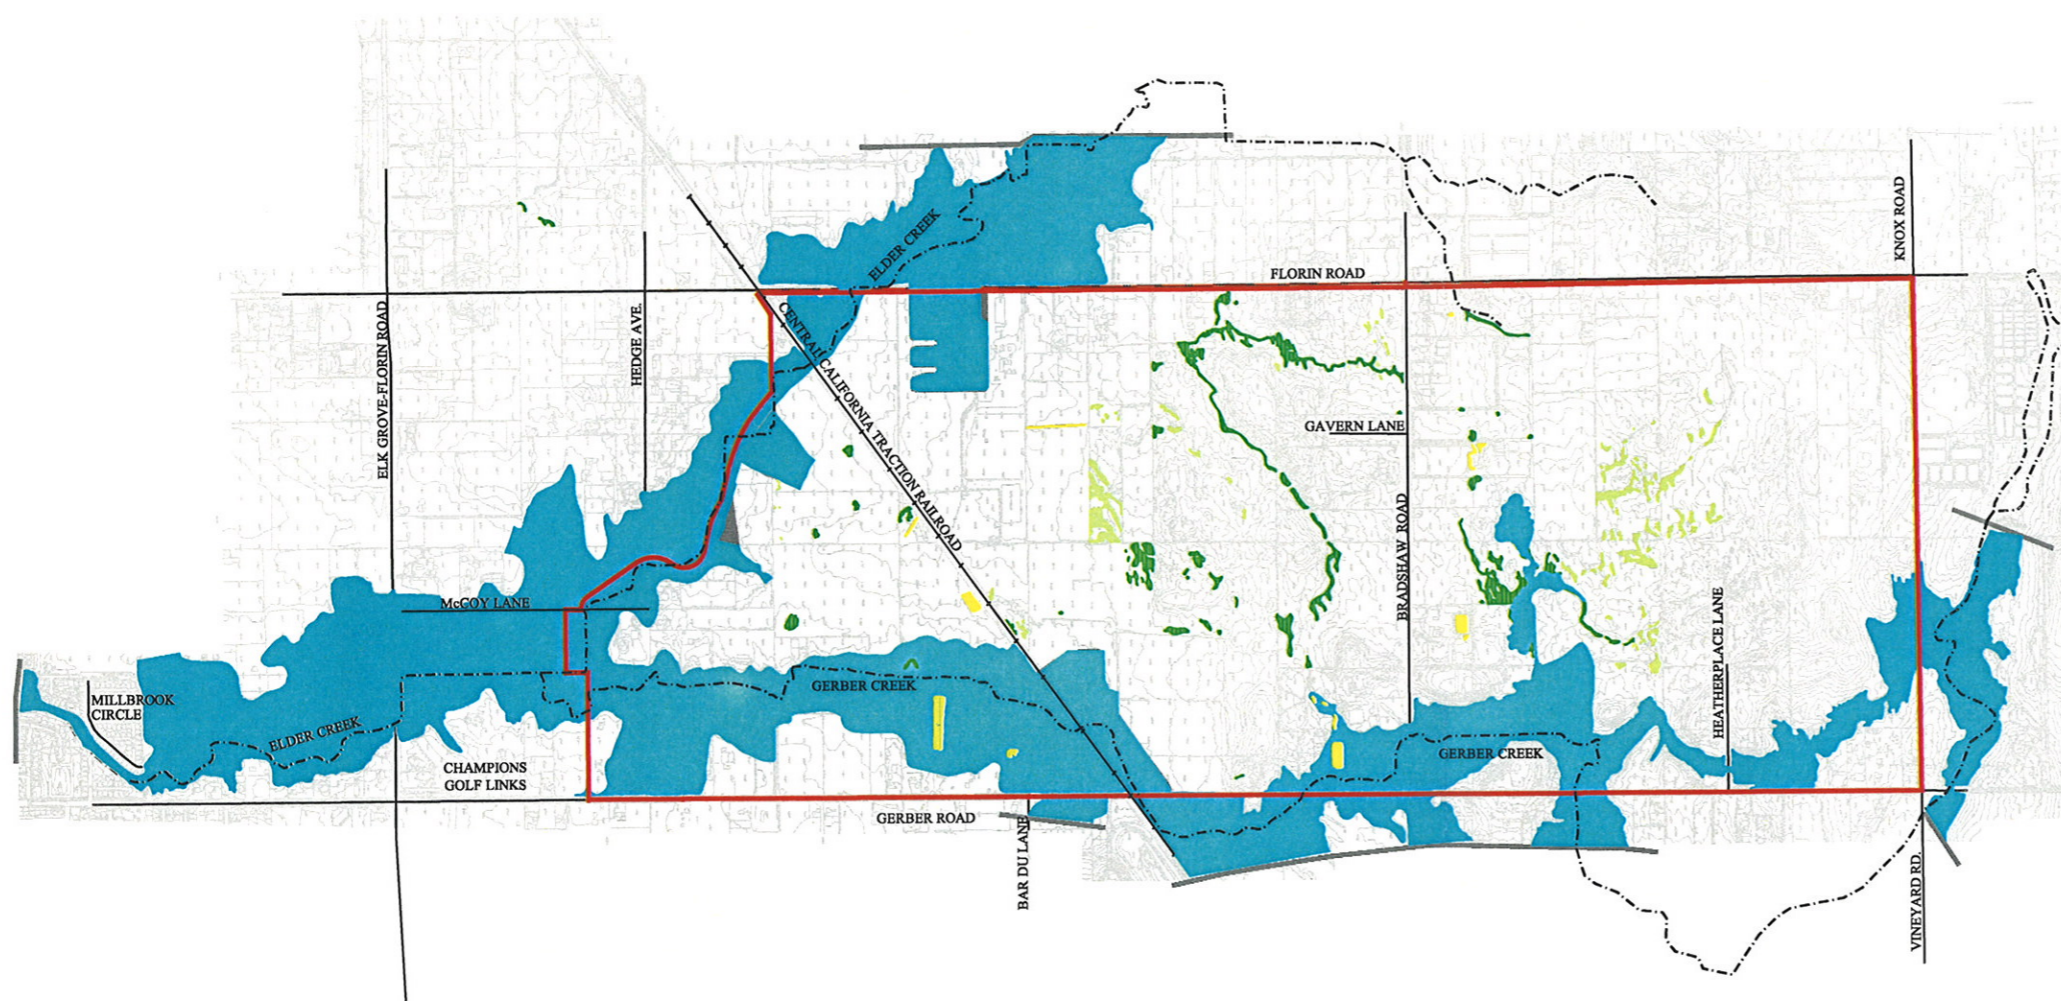 KNOX ROAD
ELDER CREEK
FLORIN ROAD
ELK GROVE-FLORIN ROAD
HEDGE AVE.
CENTRAL CALIFORNIA TRACTION RAILROAD
GAVERN LANE
BRADSHAW ROAD
McCOY LANE
HEATHERPLACE LANE
GERBER CREEK
MILLBROOK
CIRCLE
ELDER CREEK
GERBER CREEK
CHAMPIONS
GOLF LINKS
GERBER ROAD
BAR DU LANE
VINEYARD RD.